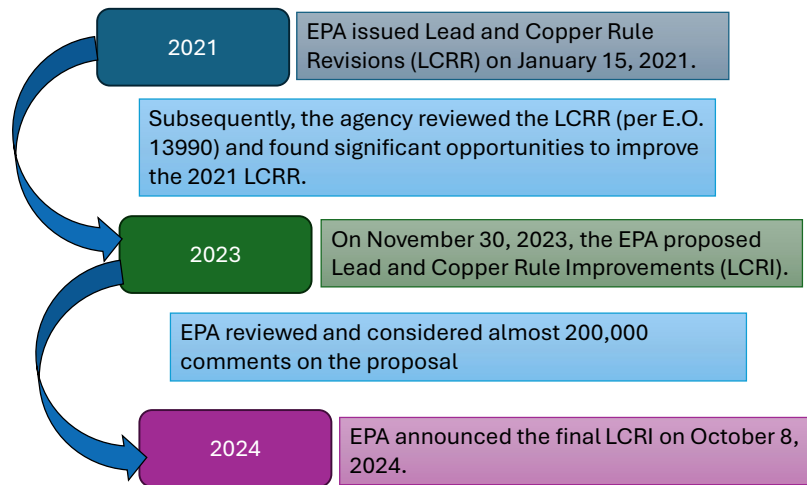 2021
EPA issued Lead and Copper Rule
Revisions (LCRR) on January 15, 2021.
Subsequently, the agency reviewed the LCRR (per E.O.
13990) and found significant opportunities to improve
the 2021 LCRR.
2023
On November 30, 2023, the EPA proposed
Lead and Copper Rule Improvements (LCRI).
EPA reviewed and considered almost 200,000
comments on the proposal
2024
EPA announced the final LCRI on October 8,
2024.